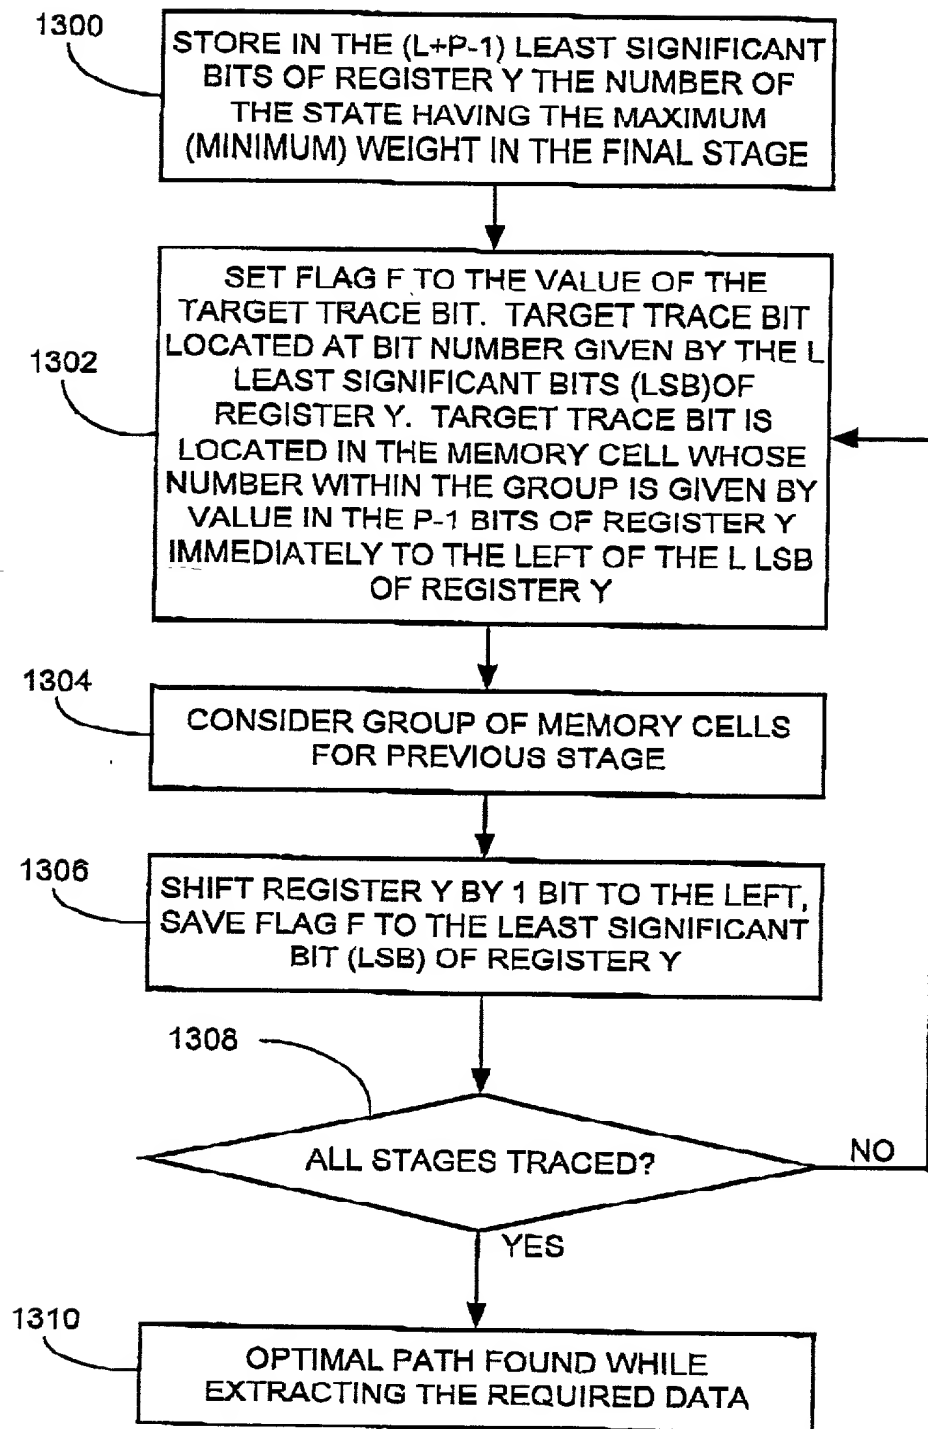 1300
STORE IN THE (L+P-1) LEAST SIGNIFICANT
BITS OF REGISTER Y THE NUMBER OF
THE STATE HAVING THE MAXIMUM
(MINIMUM) WEIGHT IN THE FINAL STAGE
1302
SET FLAG F TO THE VALUE OF THE
TARGET TRACE BIT. TARGET TRACE BIT
LOCATED AT BIT NUMBER GIVEN BY THE L
LEAST SIGNIFICANT BITS (LSB)OF
REGISTER Y. TARGET TRACE BIT IS
LOCATED IN THE MEMORY CELL WHOSE
NUMBER WITHIN THE GROUP IS GIVEN BY
VALUE IN THE P-1 BITS OF REGISTER Y
IMMEDIATELY TO THE LEFT OF THE L LSB
OF REGISTER Y
1304
CONSIDER GROUP OF MEMORY CELLS
FOR PREVIOUS STAGE
1306
SHIFT REGISTER Y BY 1 BIT TO THE LEFT,
SAVE FLAG F TO THE LEAST SIGNIFICANT
BIT (LSB) OF REGISTER Y
1308
ALL STAGES TRACED?
NO
YES
1310
OPTIMAL PATH FOUND WHILE
EXTRACTING THE REQUIRED DATA